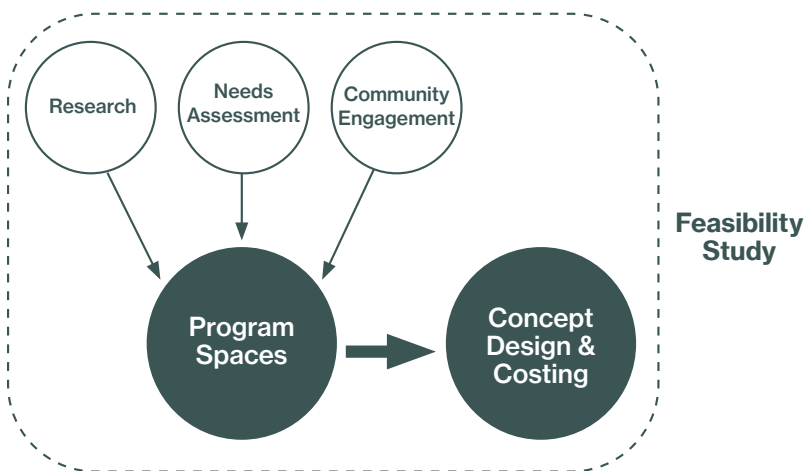 Research
Needs
Assessment
Community
Engagement
Feasibility
Study
Program
Spaces
Concept
Design &
Costing